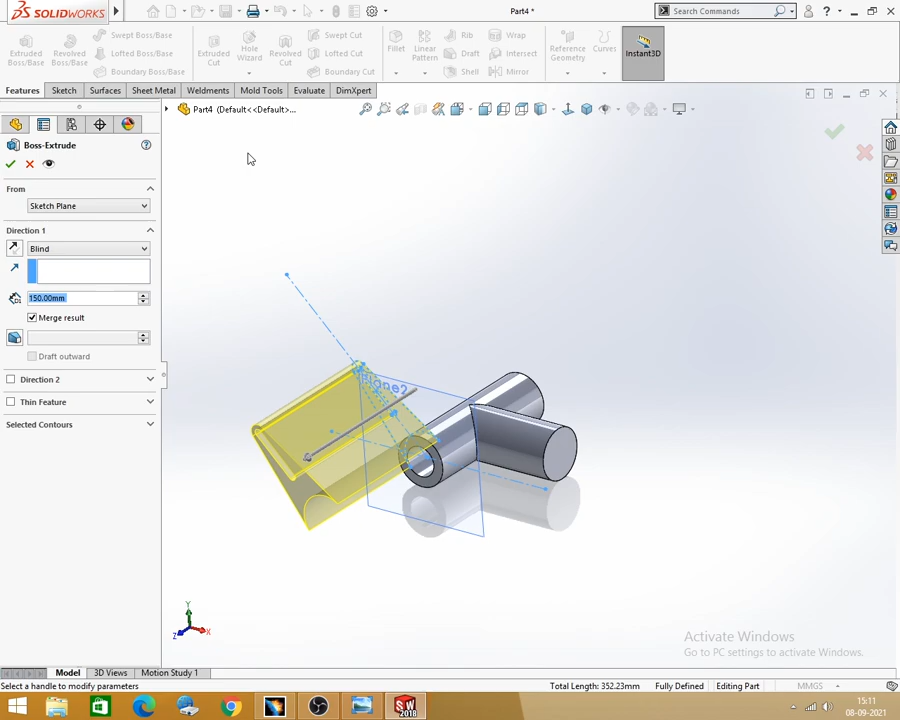 SOLIDWORKS
Part4 *
Search Commands
Extruded Boss/Base
Revolved Boss/Base
Swept Boss/Base
Lofted Boss/Base
Boundary Boss/Base
Extruded Cut
Hole Wizard
Revolved Cut
Swept Cut
Lofted Cut
Boundary Cut
Fillet
Linear Pattern
Rib
Draft
Shell
Wrap
Intersect
Mirror
Reference Geometry
Curves
Instant3D
Features Sketch Surfaces Sheet Metal Weldments Mold Tools Evaluate DimXpert
Part4 (Default<<Default>...
Boss-Extrude
From
Sketch Plane
Direction 1
Blind
150.00mm
Merge result
Draft outward
Direction 2
Thin Feature
Selected Contours
Plane2
Y
Z
X
Activate Windows
Go to PC settings to activate Windows.
Model 3D Views Motion Study 1
Select a handle to modify parameters
Total Length: 352.23mm Fully Defined Editing Part MMGS
SW
2018
15:11
08-09-2021